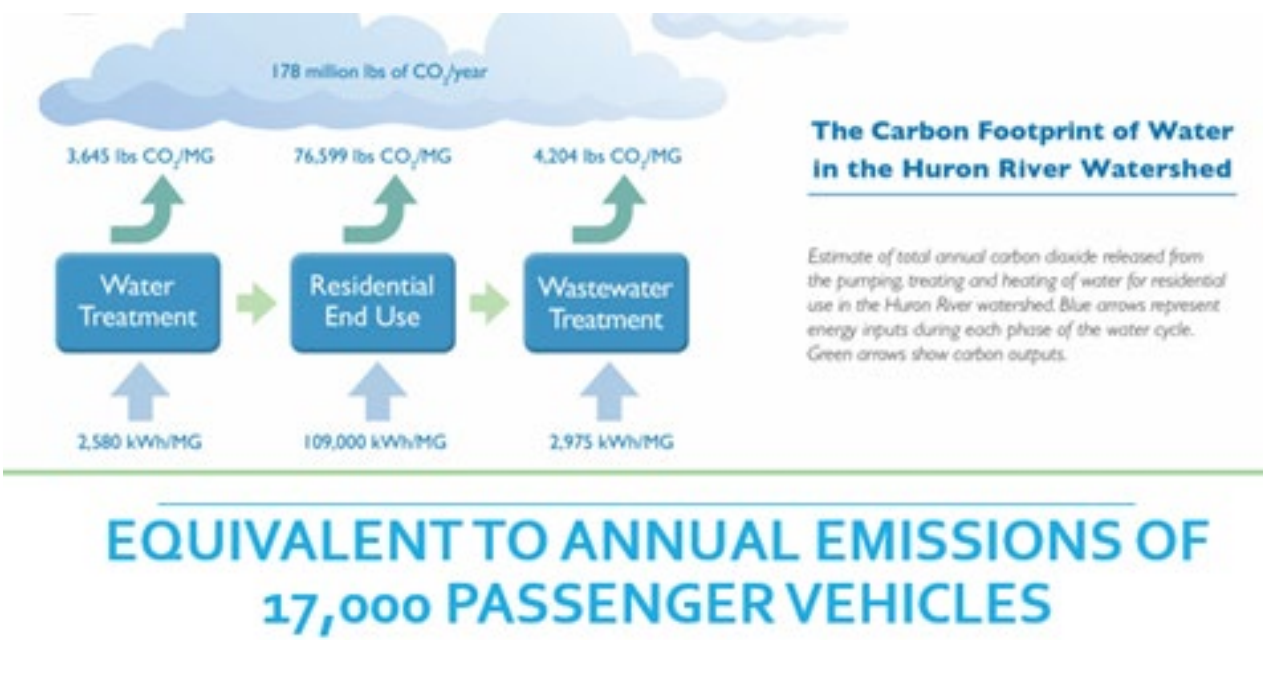 178 million lbs of CO₂/year
3,645 lbs CO₂/MG
76,599 lbs CO₂/MG
4,204 lbs CO₂/MG
Water
Treatment
Residential
End Use
Wastewater
Treatment
2,580 kWh/MG
109,000 kWh/MG
2,975 kWh/MG
The Carbon Footprint of Water
in the Huron River Watershed
Estimate of total annual carbon dioxide released from
the pumping, treating and heating of water for residential
use in the Huron River watershed. Blue arrows represent
energy inputs during each phase of the water cycle.
Green arrows show carbon outputs.
EQUIVALENT TO ANNUAL EMISSIONS OF
17,000 PASSENGER VEHICLES